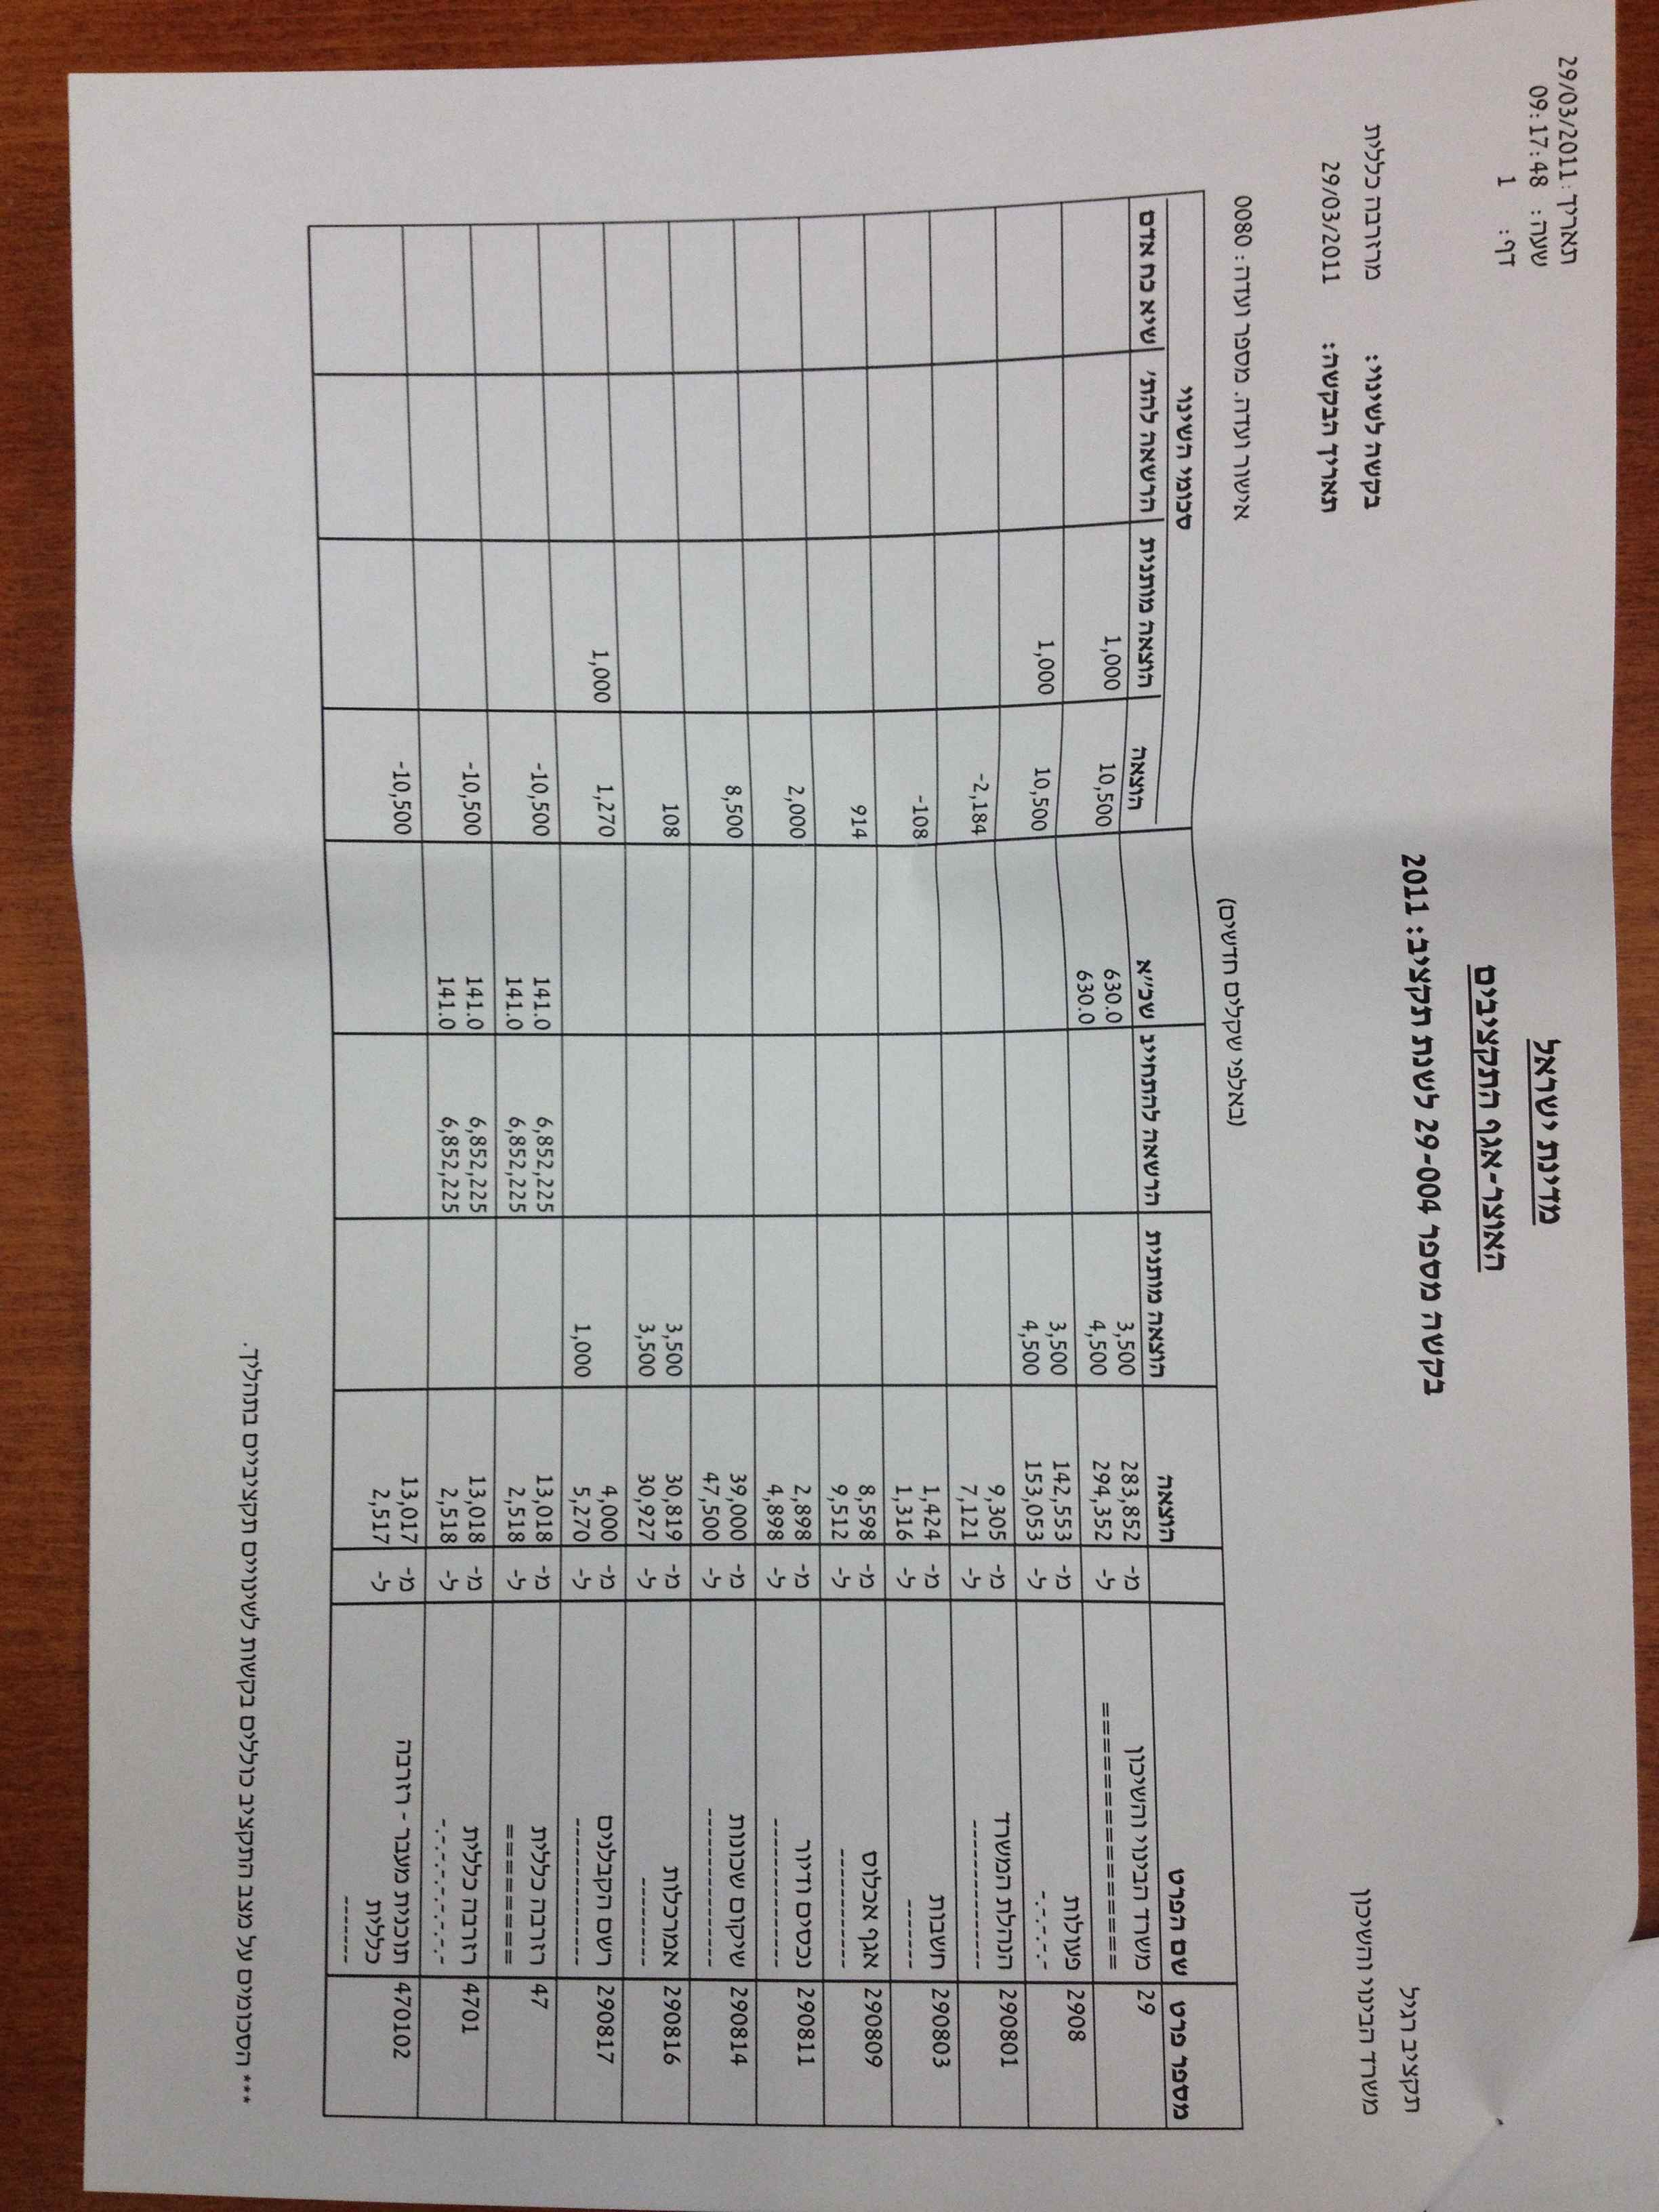 תאריך: 29/03/2011
שעה: 09:17:48
דף: 1
מדינת ישראל
האוצר-אגף התקציבים
בקשה מספר 29-004 לשנת תקציב: 2011
תקציב רגיל
משרד הבינוי והשיכון
בקשה לשינוי: מרזרבה כללית
תאריך הבקשה: 29/03/2011
(באלפי שקלים חדשים)
אישור ועדה. מספר ועדה: 0080
סכומי השינוי
מספר פרט שם הפרט הוצאה הוצאה מותנית הרשאה להתחייב שכ"א הוצאה הוצאה מותנית הרשאה להת' שיא כח אדם
29 משרד הבינוי והשיכון מ- 283,852 3,500 630.0 10,500 1,000
================ ל- 294,352 4,500 630.0
2908 פעולות מ- 142,553 3,500 10,500 1,000
-.-.-.-.- ל- 153,053 4,500
290801 הנהלת המשרד מ- 9,305 -2,184
------------- ל- 7,121
290803 חשבות מ- 1,424 -108
------- ל- 1,316
290809 אגף אכלוס מ- 8,598 914
------------ ל- 9,512
290811 נכסים ודיור מ- 2,898 2,000
-------------- ל- 4,898
290814 שיקום שכונות מ- 39,000 8,500
--------------- ל- 47,500
290816 אמרכלות מ- 30,819 3,500 108
--------- ל- 30,927 3,500
290817 רשם הקבלנים מ- 4,000 1,270 1,000
-------------- ל- 5,270 1,000
47 רזרבה כללית מ- 13,018 6,852,225 141.0 -10,500
======== ל- 2,518 6,852,225 141.0
4701 רזרבה כללית מ- 13,018 6,852,225 141.0 -10,500
-.-.-.-.-.-.- ל- 2,518 6,852,225 141.0
470102 תוכנית מעבר - רזרבה מ- 13,017 -10,500
כללית ל- 2,517
-------
*** הסכומים על מצב התקציב כוללים בקשות לשינויים תקציביים בתהליך.